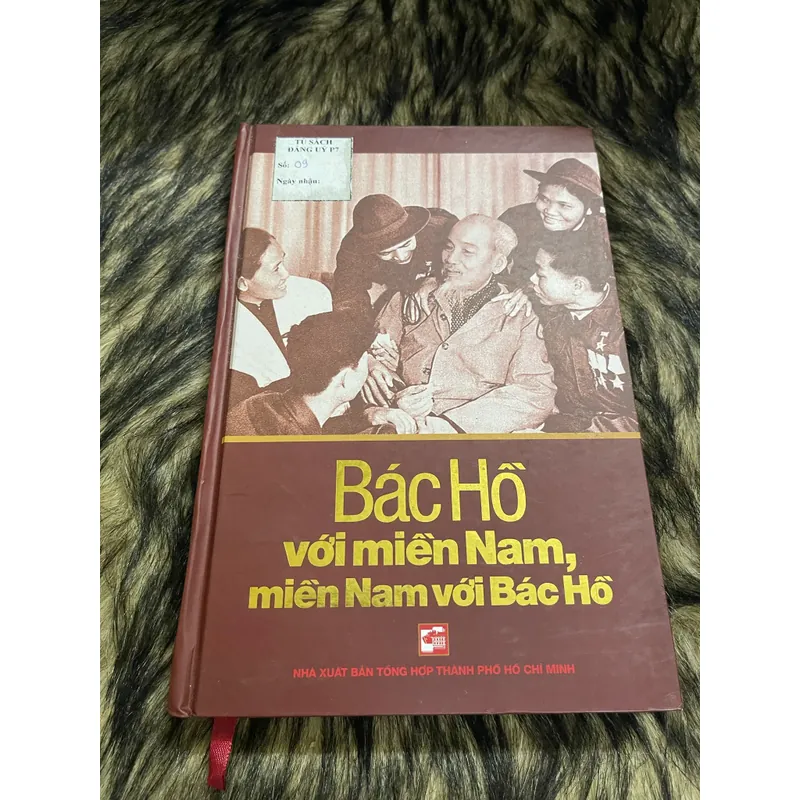 TỦ SÁCH
ĐẢNG UỶ P7
Số: 09
Ngày nhận:
Bác Hồ
với miền Nam,
miền Nam với Bác Hồ
NHÀ XUẤT BẢN TỔNG HỢP THÀNH PHỐ HỒ CHÍ MINH